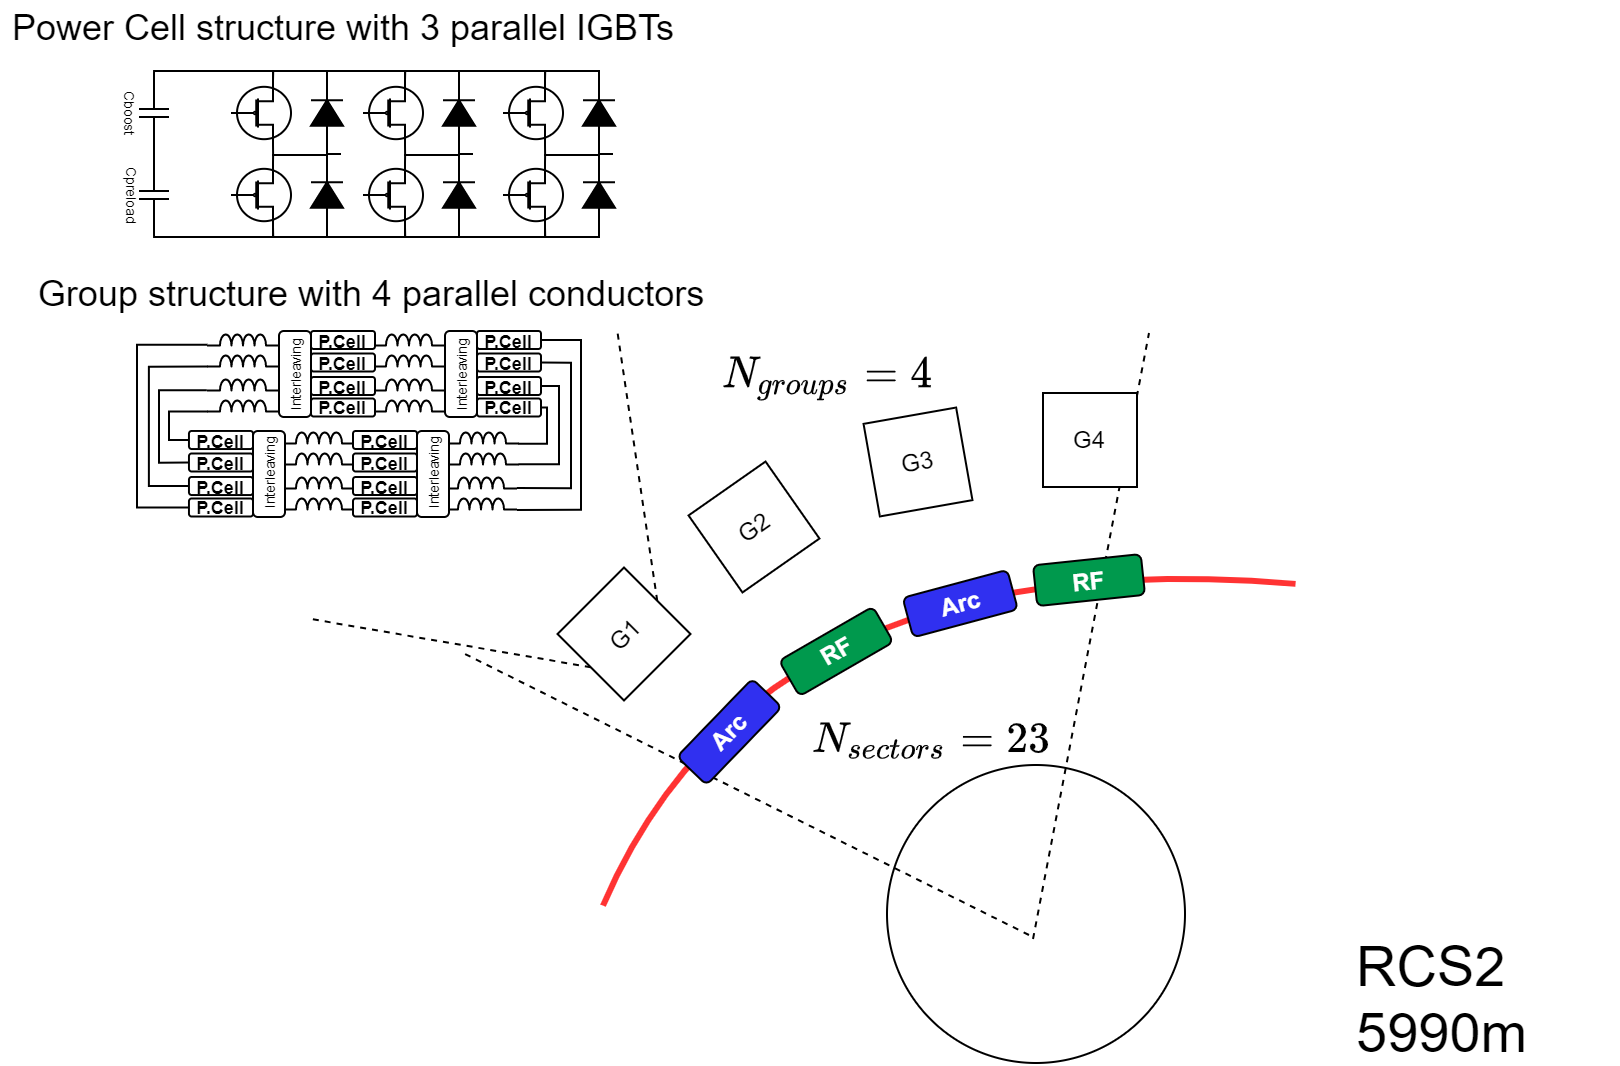 Power Cell structure with 3 parallel IGBTs
Cboost
Cpreload
Group structure with 4 parallel conductors
Interleaving
P.Cell
P.Cell
P.Cell
P.Cell
Interleaving
P.Cell
P.Cell
P.Cell
P.Cell
P.Cell
P.Cell
P.Cell
P.Cell
Interleaving
P.Cell
P.Cell
P.Cell
P.Cell
Interleaving
N_groups = 4
G1
G2
G3
G4
Arc
RF
Arc
RF
N_sectors = 23
RCS2
5990m